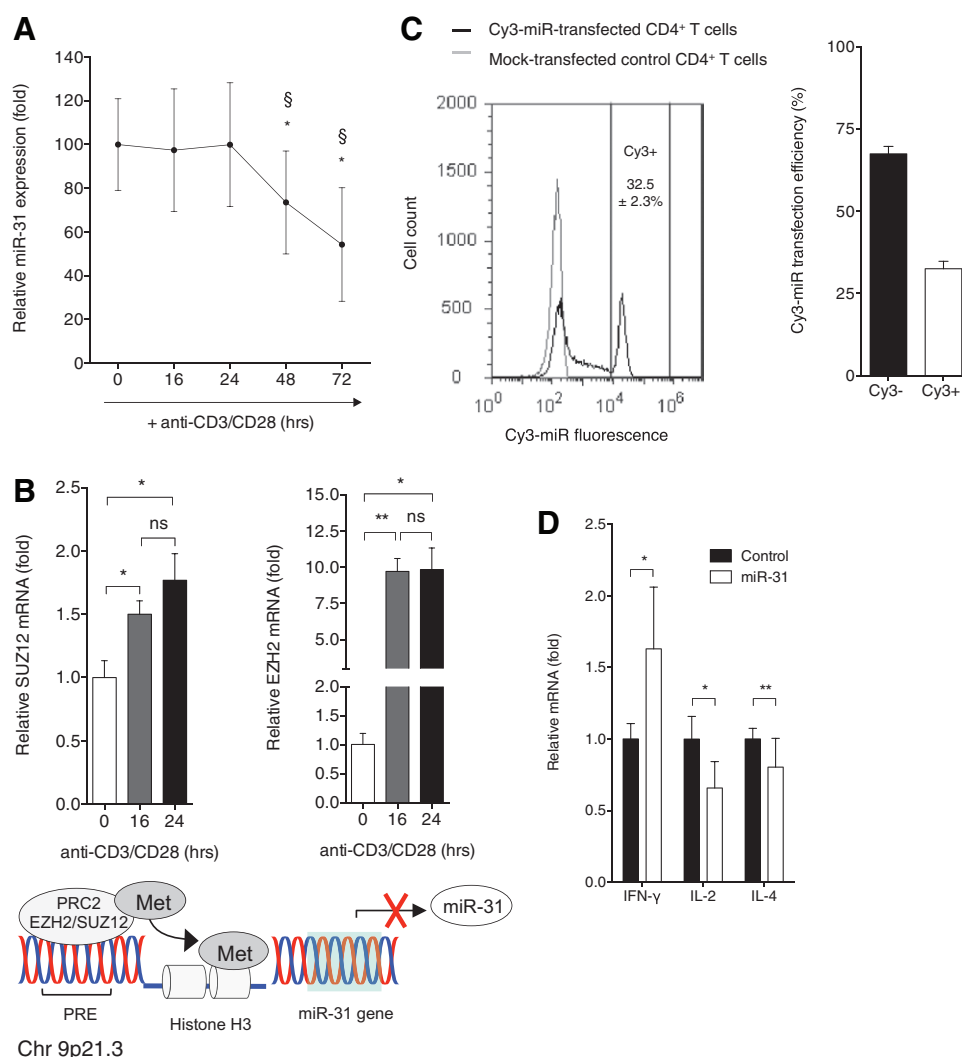 A
Relative miR-31 expression (fold)
140
120
100
80
60
40
20
0
§
*
§
*
0 16 24 48 72
+ anti-CD3/CD28 (hrs)
C
Cy3-miR-transfected CD4+ T cells
Mock-transfected control CD4+ T cells
Cell count
2000
1500
1000
500
0
Cy3+
32.5
± 2.3%
10^0 10^2 10^4 10^6
Cy3-miR fluorescence
Cy3-miR transfection efficiency (%)
100
75
50
25
0
Cy3- Cy3+
B
Relative SUZ12 mRNA (fold)
2.5
2.0
1.5
1.0
0.5
0.0
*
ns
*
0 16 24
anti-CD3/CD28 (hrs)
Relative EZH2 mRNA (fold)
15.0
12.5
10.0
7.5
5.0
2.0
1.5
1.0
0.5
0.0
*
** ns
0 16 24
anti-CD3/CD28 (hrs)
PRC2
EZH2/SUZ12
Met
Met
miR-31
PRE
Histone H3
miR-31 gene
Chr 9p21.3
D
Relative mRNA (fold)
2.5
2.0
1.5
1.0
0.5
0.0
Control
miR-31
*
*
**
IFN-γ IL-2 IL-4